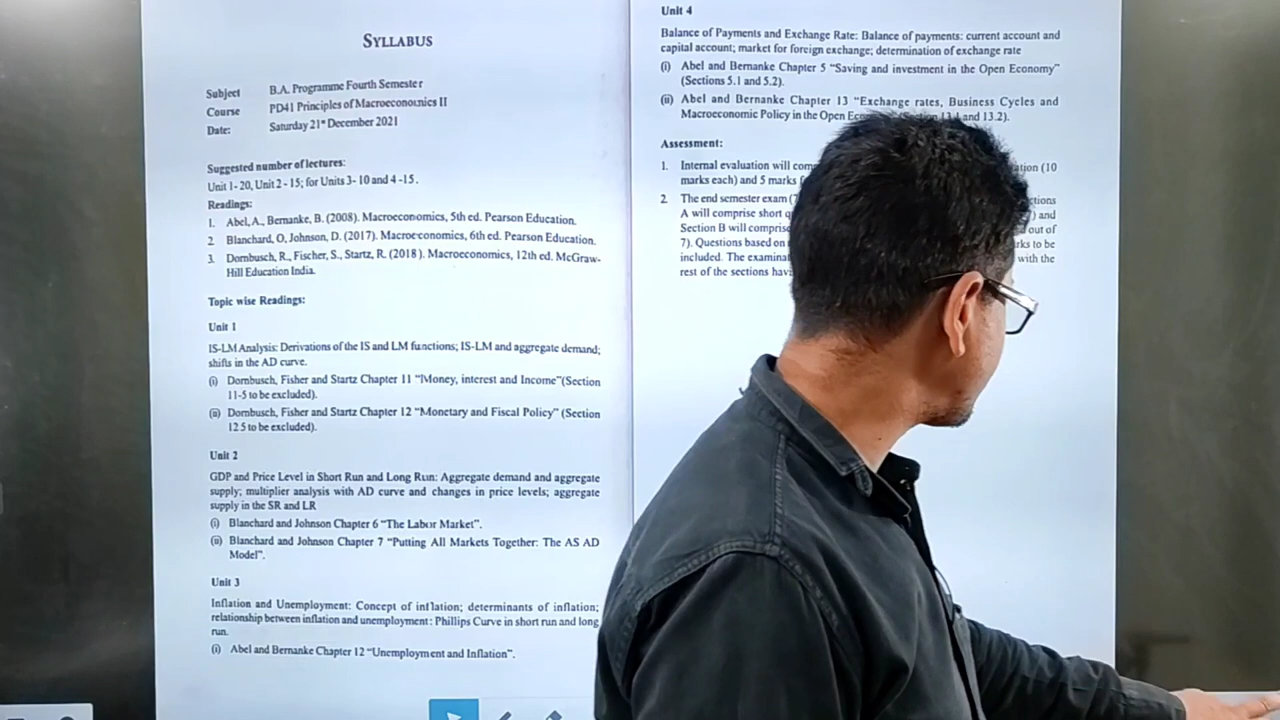 SYLLABUS
Subject B.A. Programme Fourth Semester
Course PD41 Principles of Macroeconomics II
Date: Saturday 21st December 2021
Suggested number of lectures:
Unit 1- 20, Unit 2 - 15; for Units 3- 10 and 4 -15.
Readings:
1. Abel, A., Bernanke, B. (2008). Macroeconomics, 5th ed. Pearson Education.
2 Blanchard, O, Johnson, D. (2017). Macroeconomics, 6th ed. Pearson Education.
3. Dornbusch, R., Fischer, S., Startz, R. (2018). Macroeconomics, 12th ed. McGraw-
Hill Education India.
Topic wise Readings:
Unit 1
IS-LM Analysis: Derivations of the IS and LM functions; IS-LM and aggregate demand;
shifts in the AD curve.
(i) Dornbusch, Fisher and Startz Chapter 11 "Money, interest and Income"(Section
11-5 to be excluded).
(ii) Dornbusch, Fisher and Startz Chapter 12 "Monetary and Fiscal Policy" (Section
12 5 to be excluded).
Unit 2
GDP and Price Level in Short Run and Long Run: Aggregate demand and aggregate
supply; multiplier analysis with AD curve and changes in price levels; aggregate
supply in the SR and LR
(i) Blanchard and Johnson Chapter 6 "The Labour Market".
(ii) Blanchard and Johnson Chapter 7 "Putting All Markets Together: The AS AD
Model".
Unit 3
Inflation and Unemployment: Concept of inflation; determinants of inflation;
relationship between inflation and unemployment: Phillips Curve in short run and long
run.
(i) Abel and Bernanke Chapter 12 "Unemployment and Inflation".
Unit 4
Balance of Payments and Exchange Rate: Balance of payments: current account and
capital account; market for foreign exchange; determination of exchange rate
(i) Abel and Bernanke Chapter 5 "Saving and investment in the Open Economy"
(Sections 5.1 and 5.2).
(ii) Abel and Bernanke Chapter 13 "Exchange rates, Business Cycles and
Macroeconomic Policy in the Open and 13.2).
Assessment:
1. Internal evaluation will (10
marks each) and 5 marks
2 The end semester exam
A will comprise short and
Section B will out of
7). Questions based on to be
included. The with the
rest of the sections